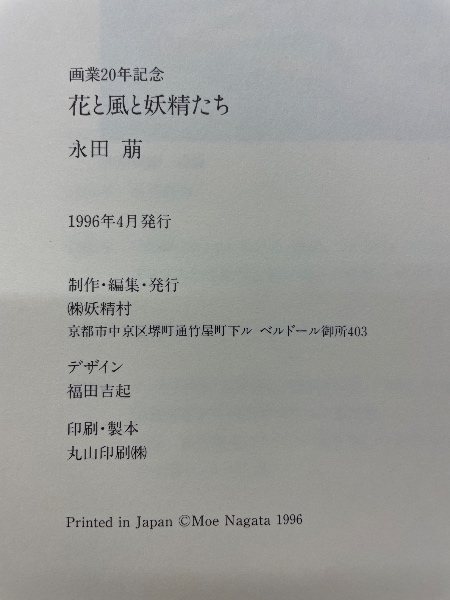 画業20年記念
花と風と妖精たち
永田 萠
1996年4月発行
制作・編集・発行
㈱妖精村
京都市中京区堺町通竹屋町下ル ベルドール御所403
デザイン
福田吉起
印刷・製本
丸山印刷㈱
Printed in Japan ©Moe Nagata 1996